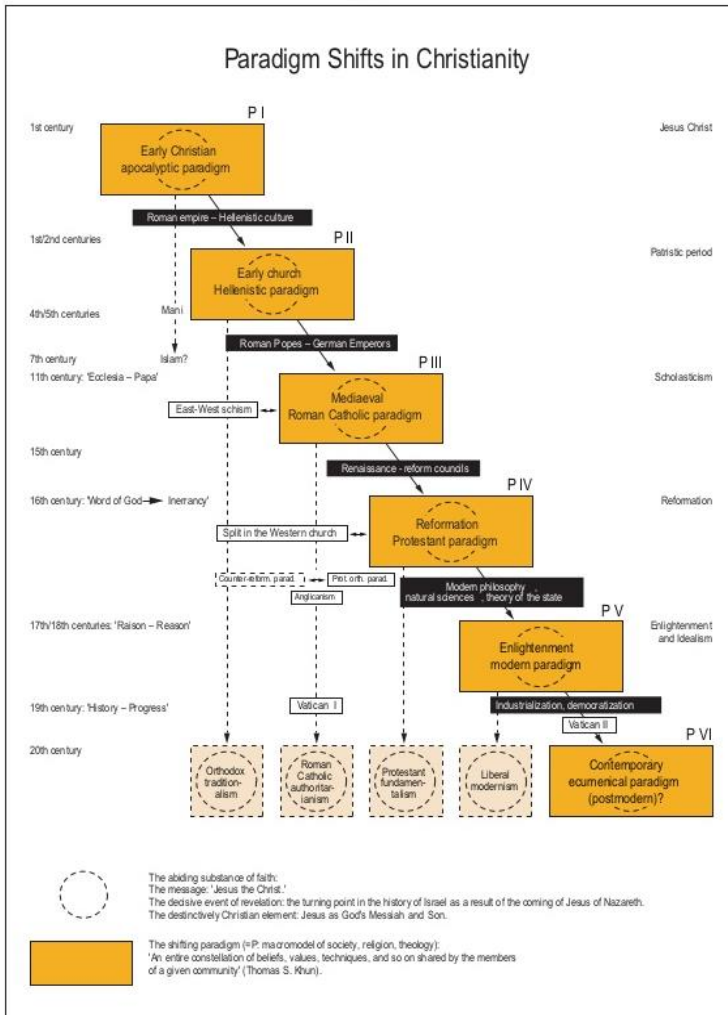 Paradigm Shifts in Christianity
P I
1st century
Jesus Christ
Early Christian
apocalyptic paradigm
Roman empire – Hellenistic culture
1st/2nd centuries
P II
Patristic period
Early church
Hellenistic paradigm
Mani
4th/5th centuries
Roman Popes – German Emperors
7th century
Islam?
P III
11th century: 'Ecclesia – Papa'
Scholasticism
Mediaeval
Roman Catholic paradigm
East-West schism
15th century
Renaissance - reform councils
P IV
16th century: 'Word of God → Inerrancy'
Reformation
Reformation
Protestant paradigm
Split in the Western church
Counter-reform. parad.
Prot. orth. parad.
Anglicanism
Modern philosophy ,
natural sciences , theory of the state
P V
17th/18th centuries: 'Raison – Reason'
Enlightenment
and Idealism
Enlightenment
modern paradigm
19th century: 'History – Progress'
Vatican I
Industrialization, democratization
Vatican II
P VI
20th century
Orthodox
tradition-
alism
Roman
Catholic
authoritar-
ianism
Protestant
fundamen-
talism
Liberal
modernism
Contemporary
ecumenical paradigm
(postmodern)?
The abiding substance of faith:
The message: 'Jesus the Christ.'
The decisive event of revelation: the turning point in the history of Israel as a result of the coming of Jesus of Nazareth.
The distinctively Christian element: Jesus as God's Messiah and Son.
The shifting paradigm (=P: macromodel of society, religion, theology):
'An entire constellation of beliefs, values, techniques, and so on shared by the members
of a given community' (Thomas S. Khun).